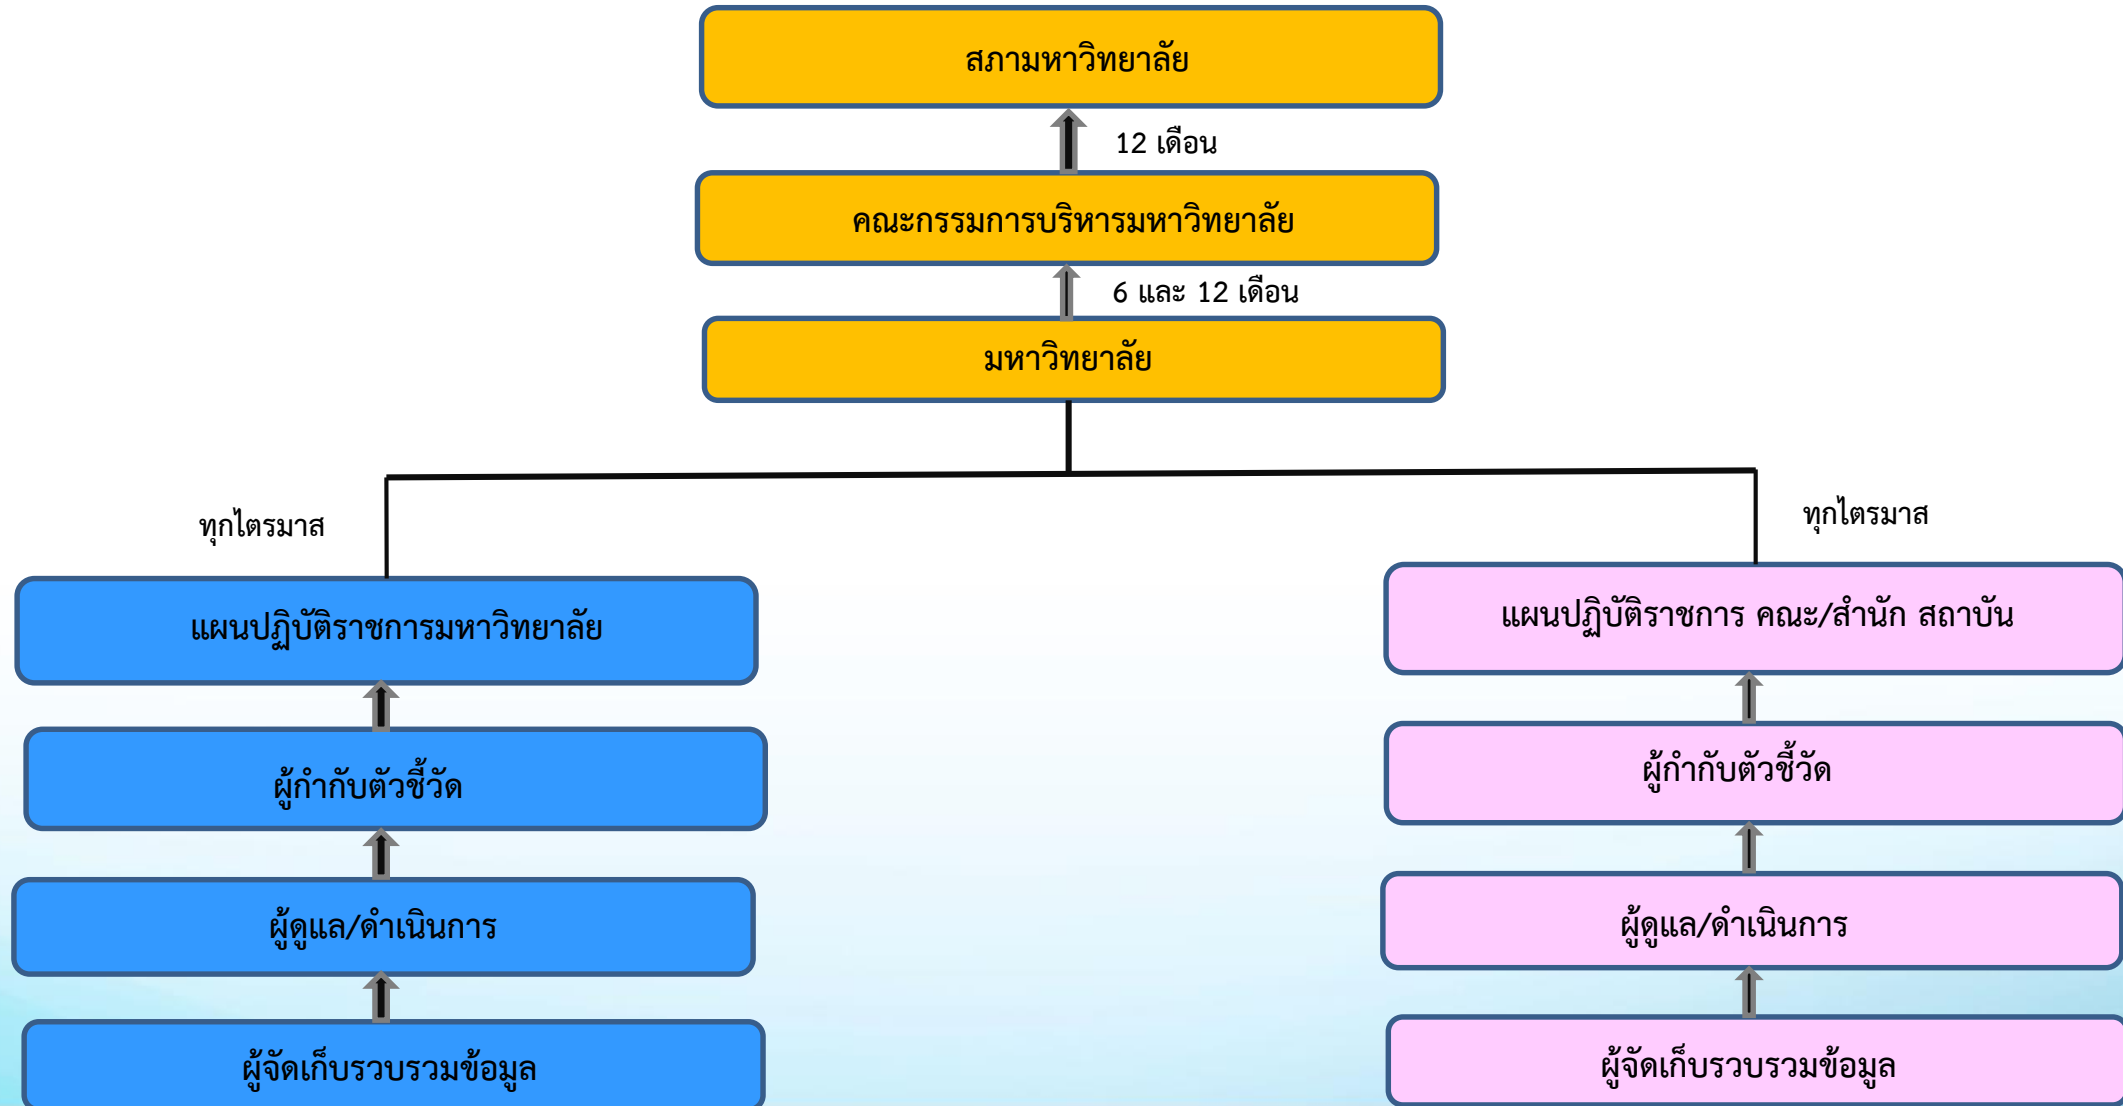 สภามหาวิทยาลัย
12 เดือน
คณะกรรมการบริหารมหาวิทยาลัย
6 และ 12 เดือน
มหาวิทยาลัย
ทุกไตรมาส
ทุกไตรมาส
แผนปฏิบัติราชการมหาวิทยาลัย
แผนปฏิบัติราชการ คณะ/สำนัก สถาบัน
ผู้กำกับตัวชี้วัด
ผู้กำกับตัวชี้วัด
ผู้ดูแล/ดำเนินการ
ผู้ดูแล/ดำเนินการ
ผู้จัดเก็บรวบรวมข้อมูล
ผู้จัดเก็บรวบรวมข้อมูล